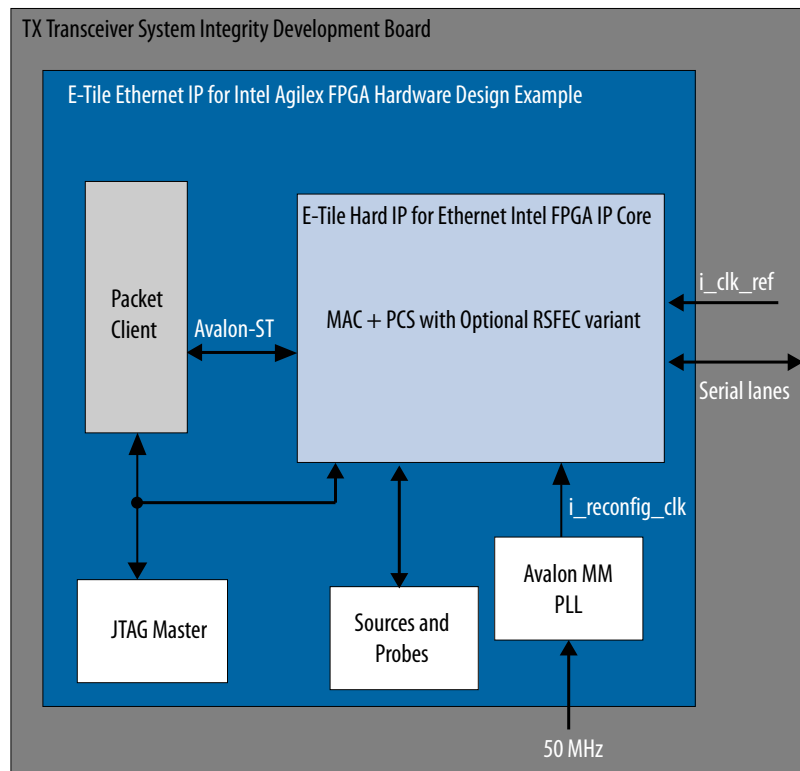 TX Transceiver System Integrity Development Board
E-Tile Ethernet IP for Intel Agilex FPGA Hardware Design Example
E-Tile Hard IP for Ethernet Intel FPGA IP Core
Packet
Client
Avalon-ST
MAC + PCS with Optional RSFEC variant
i_clk_ref
Serial lanes
i_reconfig_clk
JTAG Master
Sources and
Probes
Avalon MM
PLL
50 MHz